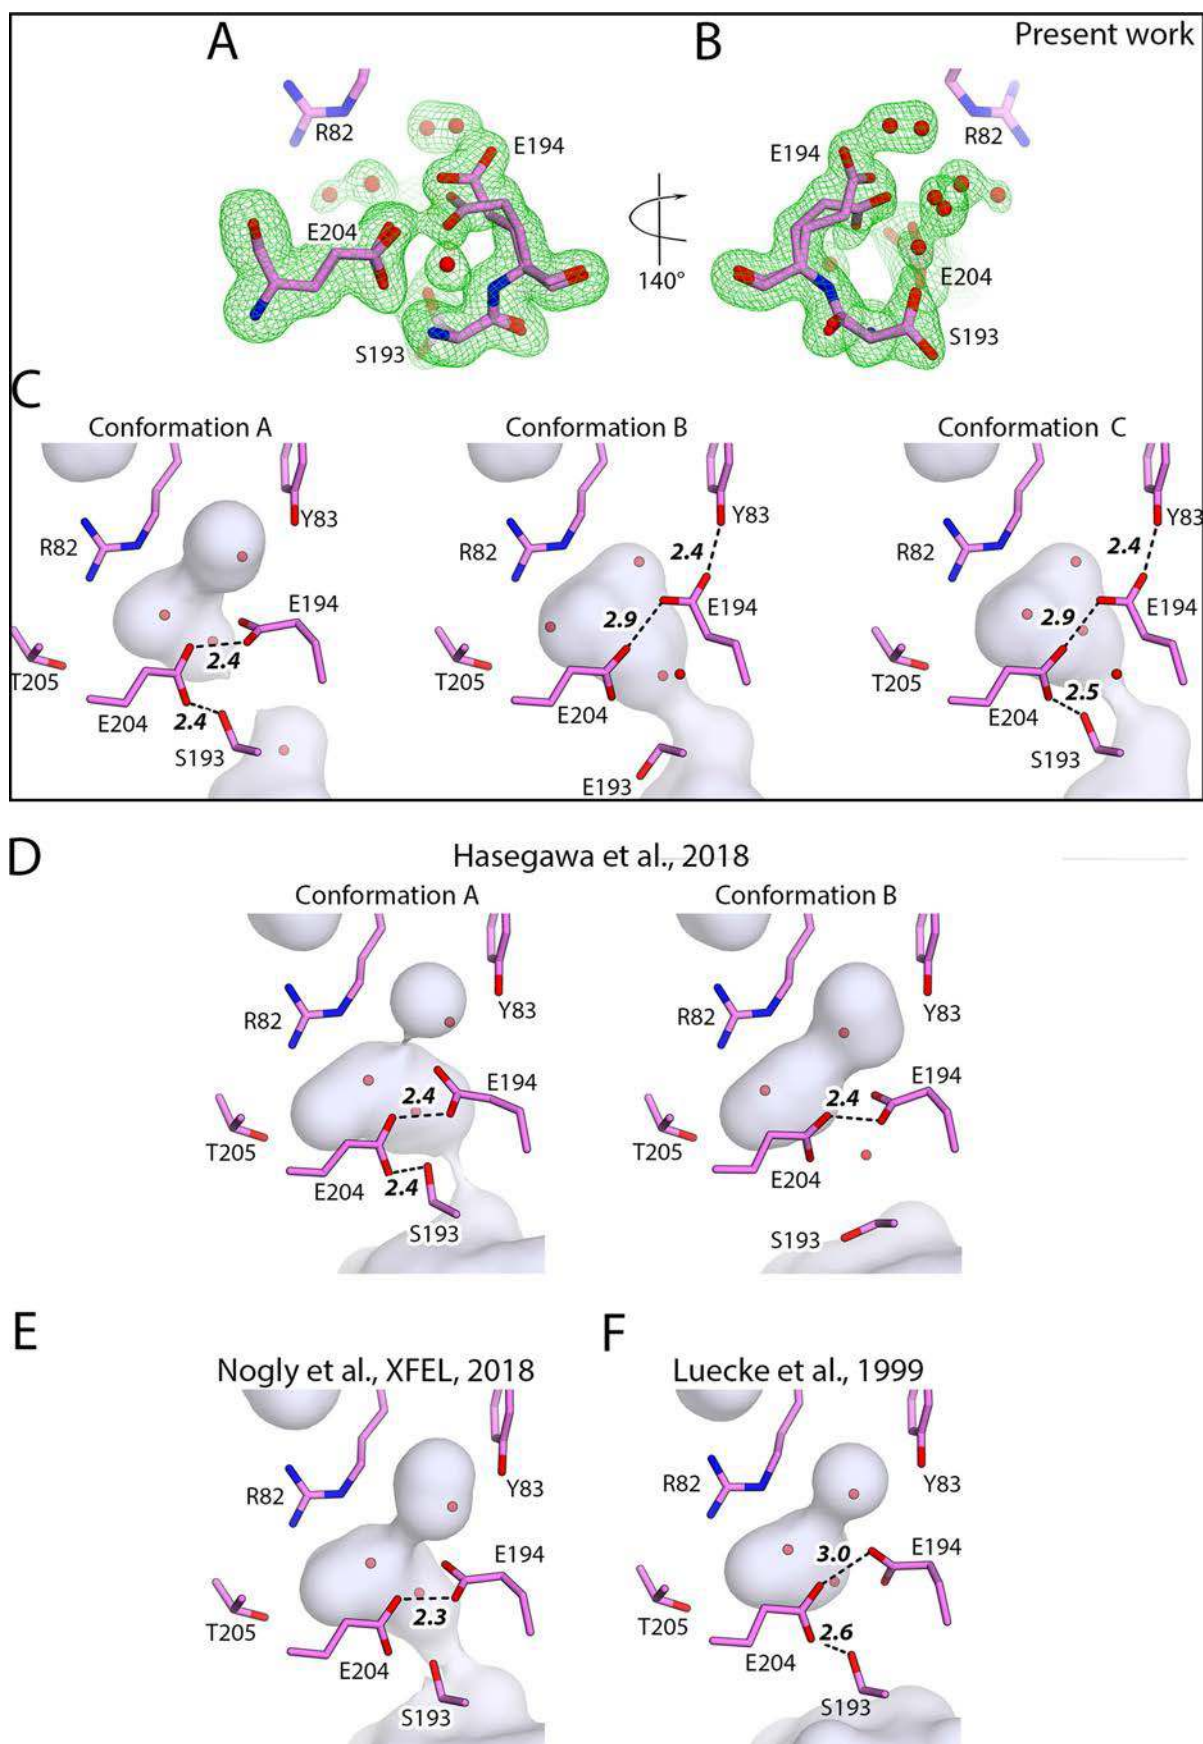 A
B
Present work
R82
E194
E204
S193
140°
E194
R82
E204
S193
C
Conformation A
R82
Y83
E194
2.4
T205
E204
2.4
S193
Conformation B
Y83
R82
2.4
E194
2.9
T205
E204
E193
Conformation C
Y83
R82
2.4
E194
2.9
T205
2.5
E204
S193
D
Hasegawa et al., 2018
Conformation A
R82
Y83
E194
2.4
T205
E204
2.4
S193
Conformation B
Y83
R82
E194
2.4
T205
E204
S193
E
Nogly et al., XFEL, 2018
R82
Y83
E194
2.3
T205
E204
S193
F
Luecke et al., 1999
R82
Y83
3.0
E194
T205
2.6
E204
S193